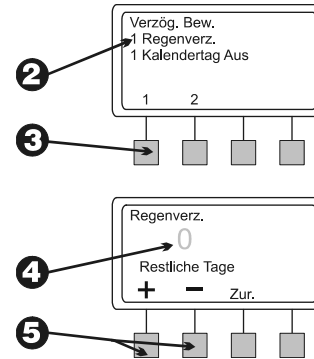 Verzög. Bew.
1 Regenverz.
1 Kalendertag Aus
1 2
2
3
Regenverz.
0
Restliche Tage
+ − Zur.
4
5